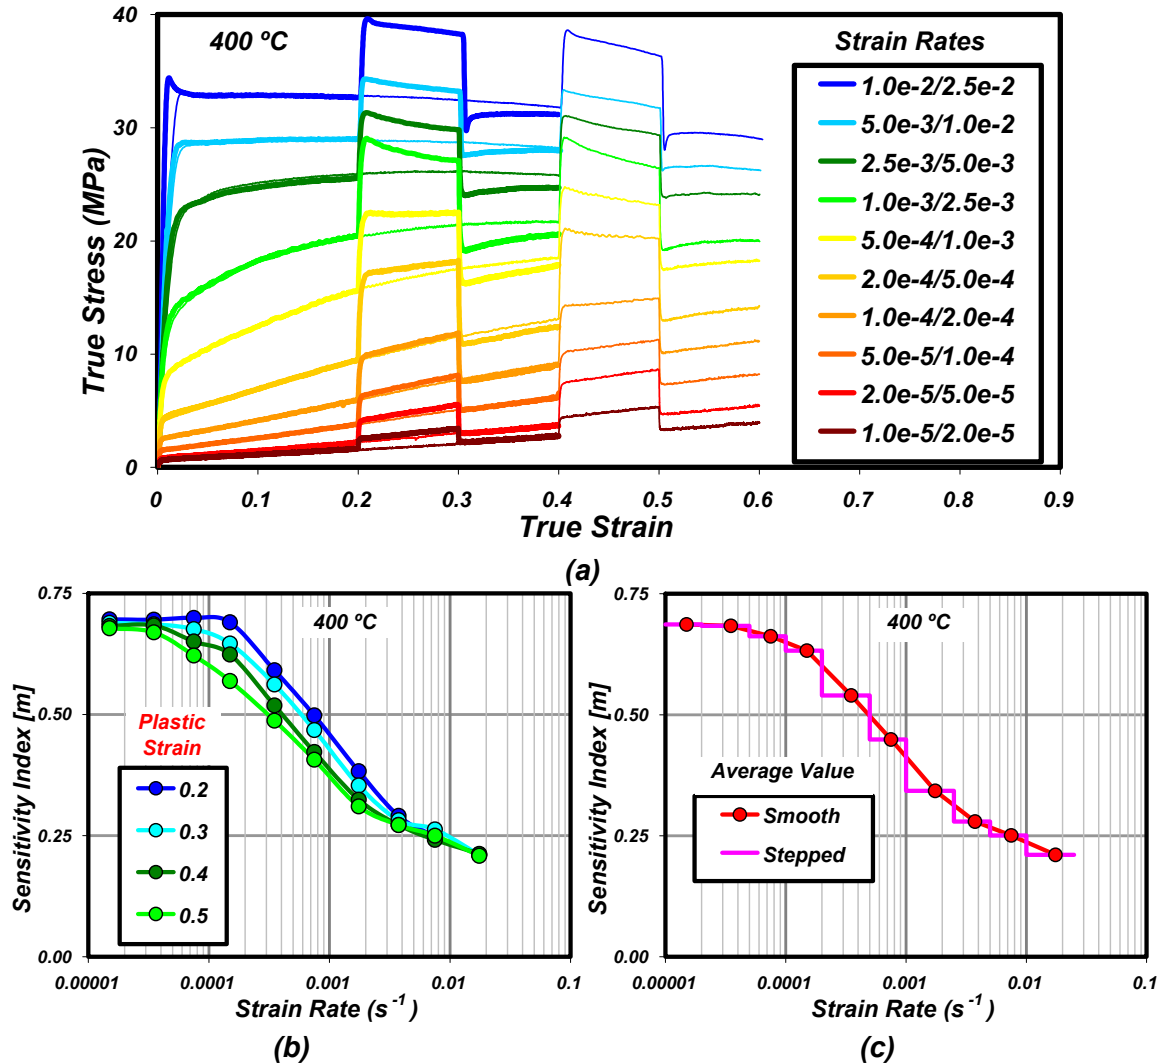 40
30
20
10
0
True Stress (MPa)
400 ºC
Strain Rates
1.0e-2/2.5e-2
5.0e-3/1.0e-2
2.5e-3/5.0e-3
1.0e-3/2.5e-3
5.0e-4/1.0e-3
2.0e-4/5.0e-4
1.0e-4/2.0e-4
5.0e-5/1.0e-4
2.0e-5/5.0e-5
1.0e-5/2.0e-5
0 0.1 0.2 0.3 0.4 0.5 0.6 0.7 0.8 0.9
True Strain
(a)
0.75
0.50
0.25
0.00
Sensitivity Index [m]
400 ºC
Plastic
Strain
0.2
0.3
0.4
0.5
0.00001 0.0001 0.001 0.01 0.1
Strain Rate (s⁻¹)
(b)
0.75
0.50
0.25
0.00
Sensitivity Index [m]
400 ºC
Average Value
Smooth
Stepped
0.00001 0.0001 0.001 0.01 0.1
Strain Rate (s⁻¹)
(c)